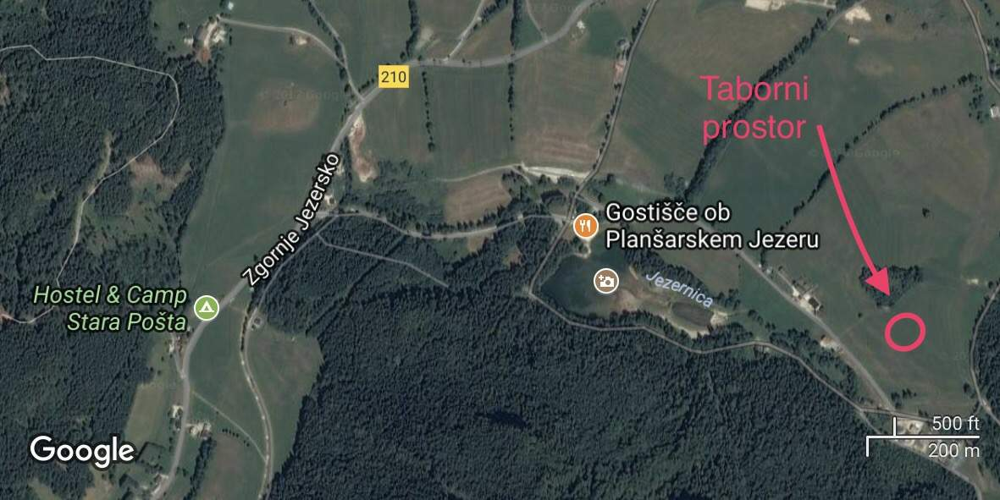 210
Taborni
prostor
Zgornje Jezersko
Gostišče ob
Planšarskem Jezeru
Jezernica
Hostel & Camp
Stara Pošta
500 ft
200 m
Google